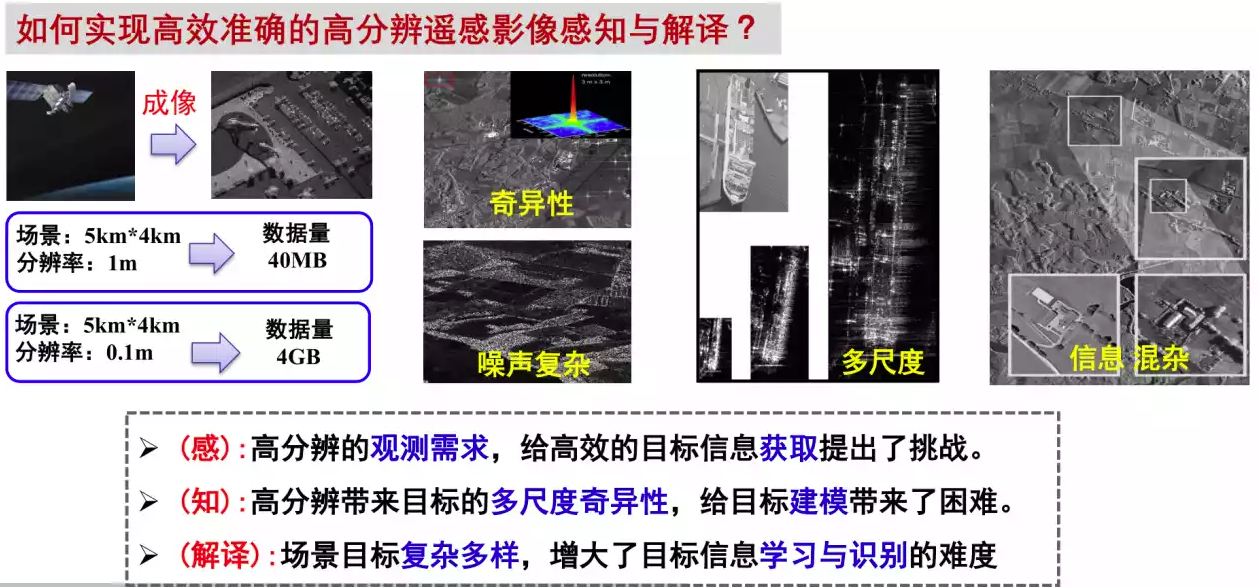 如何实现高效准确的高分辨遥感影像感知与解译？
成像
场景：5km*4km
分辨率：1m
数据量
40MB
场景：5km*4km
分辨率：0.1m
数据量
4GB
resolution:
3 m x 3 m
奇异性
噪声复杂
多尺度
信息 混杂
➢ (感):高分辨的观测需求，给高效的目标信息获取提出了挑战。
➢ (知):高分辨带来目标的多尺度奇异性，给目标建模带来了困难。
➢ (解译):场景目标复杂多样，增大了目标信息学习与识别的难度